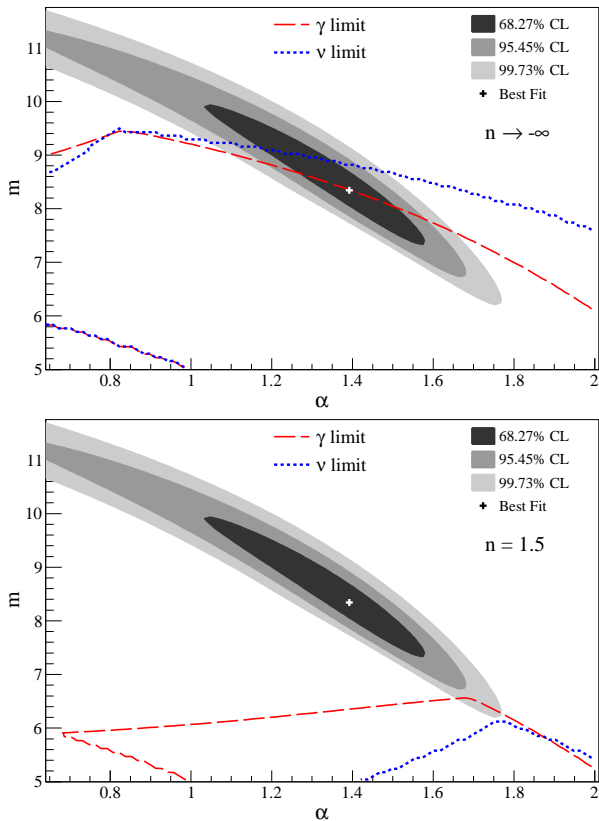 γ limit
ν limit
68.27% CL
95.45% CL
99.73% CL
Best Fit
n → -∞
m
11
10
9
8
7
6
5
0.8 1 1.2 1.4 1.6 1.8 2
α
γ limit
ν limit
68.27% CL
95.45% CL
99.73% CL
Best Fit
n = 1.5
m
11
10
9
8
7
6
5
0.8 1 1.2 1.4 1.6 1.8 2
α